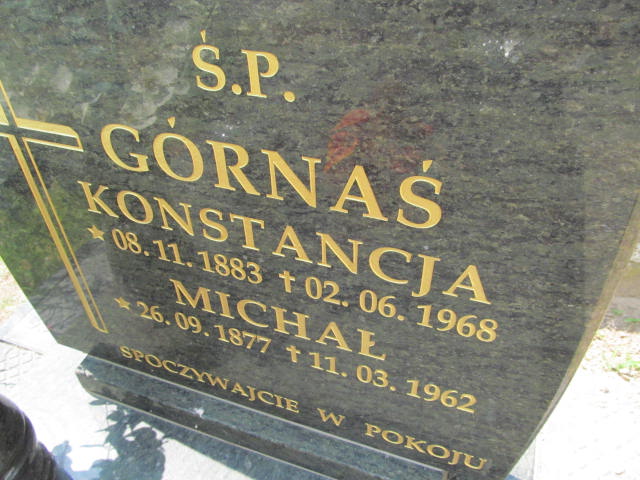 Ś.P.
GÓRNAŚ
KONSTANCJA
★ 08. 11. 1883 ✝ 02. 06. 1968
MICHAŁ
★ 26. 09. 1877 ✝ 11. 03. 1962
SPOCZYWAJCIE W POKOJU